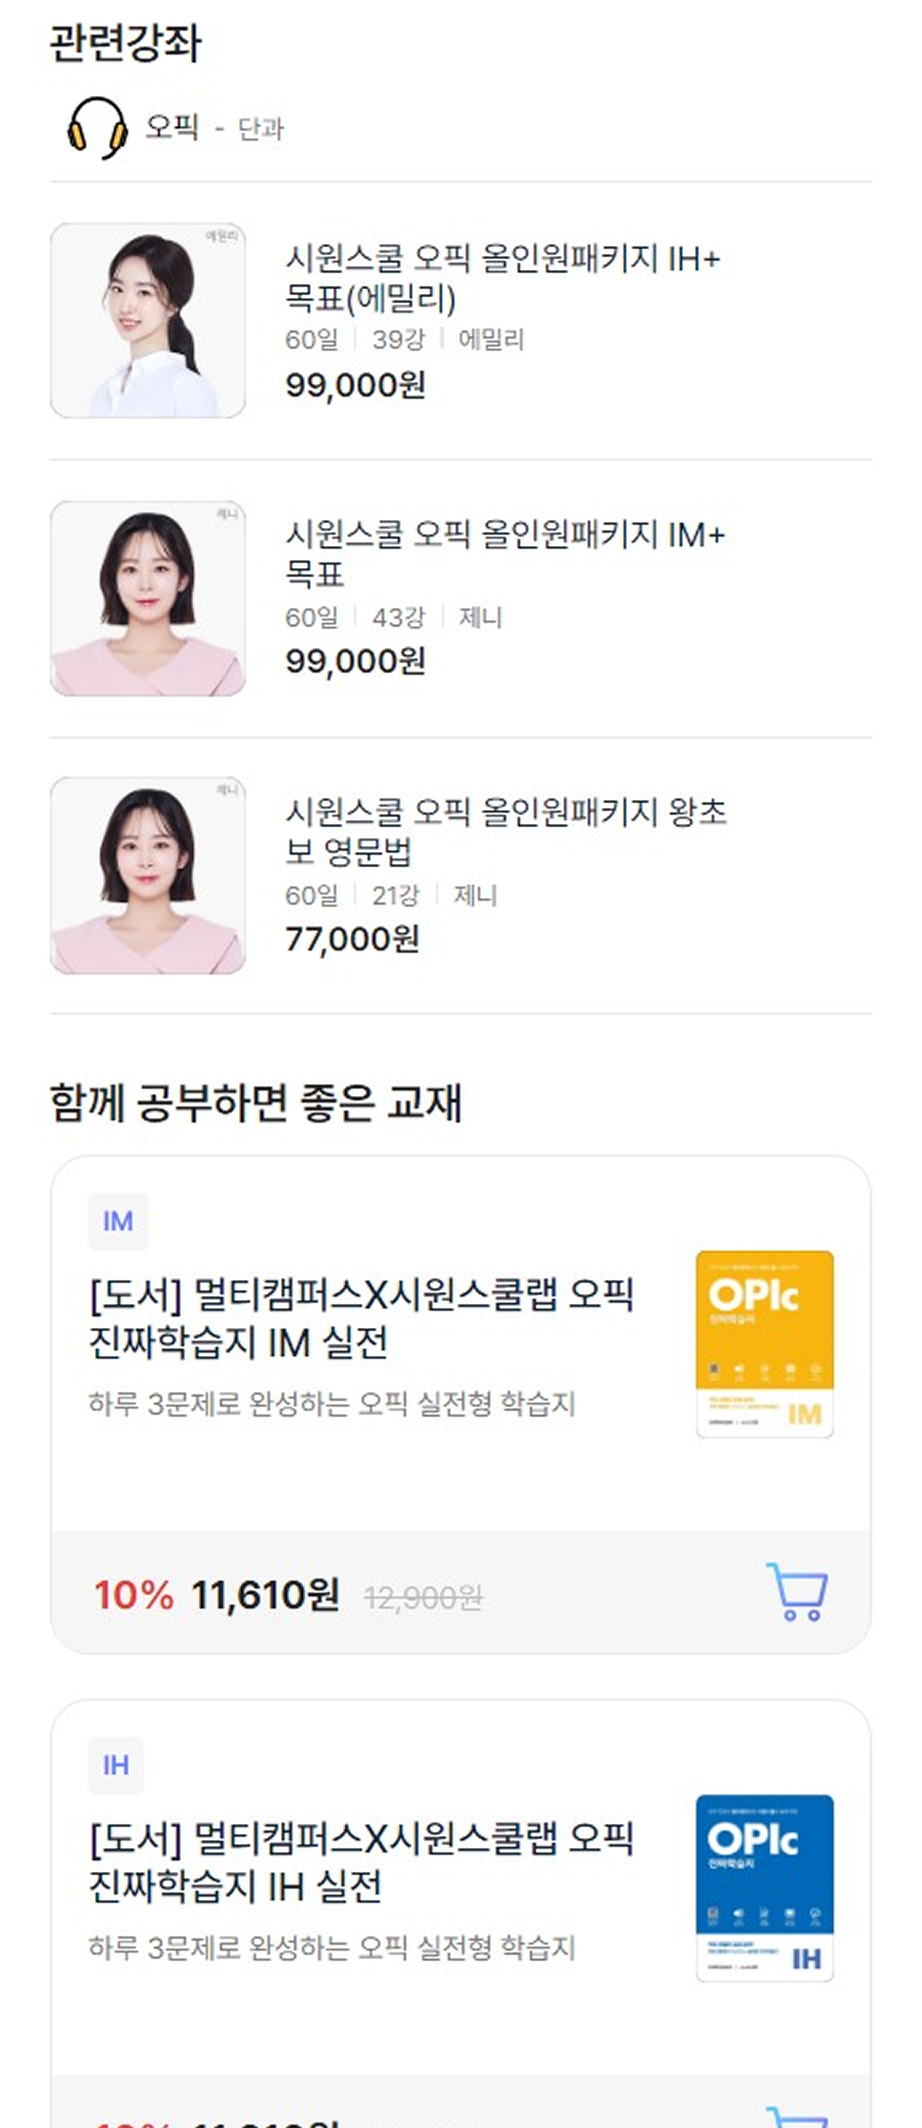 관련강좌
오픽 - 단과
에밀리
시원스쿨 오픽 올인원패키지 IH+
목표(에밀리)
60일 | 39강 | 에밀리
99,000원
제니
시원스쿨 오픽 올인원패키지 IM+
목표
60일 | 43강 | 제니
99,000원
제니
시원스쿨 오픽 올인원패키지 왕초
보 영문법
60일 | 21강 | 제니
77,000원
함께 공부하면 좋은 교재
IM
[도서] 멀티캠퍼스X시원스쿨랩 오픽
진짜학습지 IM 실전
하루 3문제로 완성하는 오픽 실전형 학습지
OPIc
진짜학습지
IM
10% 11,610원 12,900원
IH
[도서] 멀티캠퍼스X시원스쿨랩 오픽
진짜학습지 IH 실전
하루 3문제로 완성하는 오픽 실전형 학습지
OPIc
진짜학습지
IH